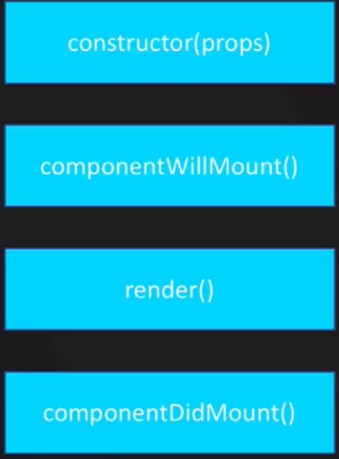 constructor(props)
componentWillMount()
render()
componentDidMount()